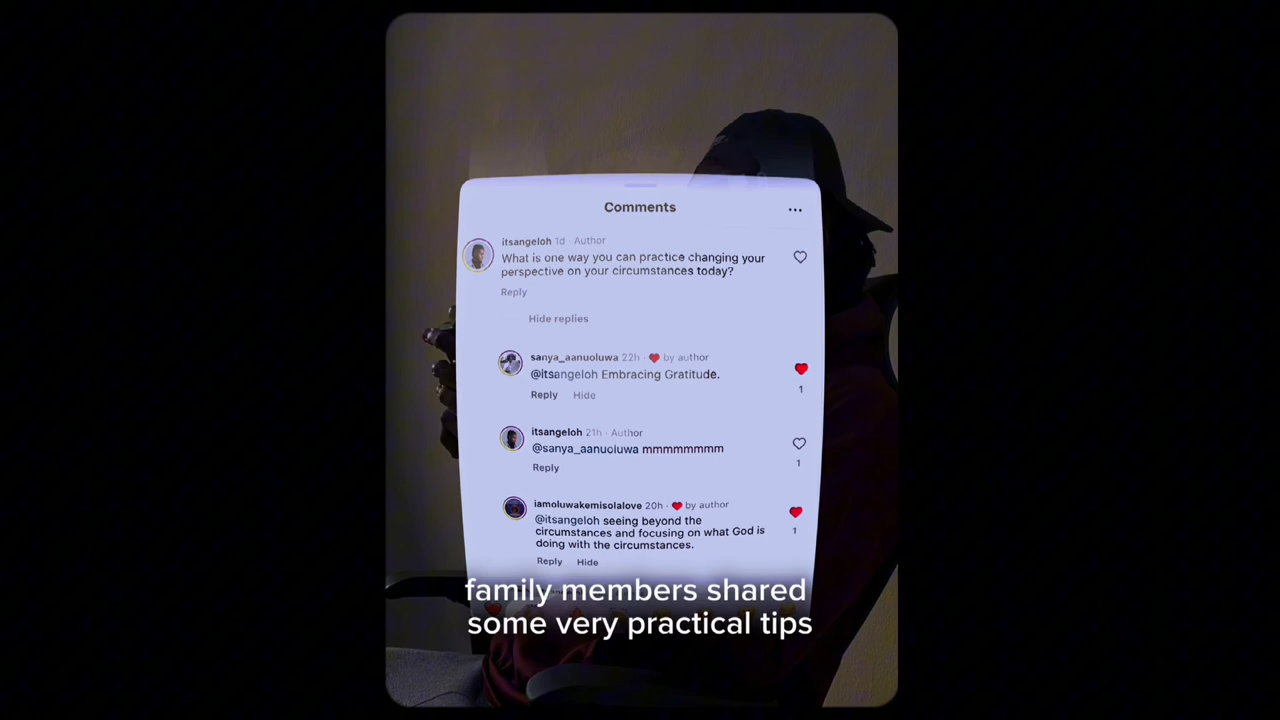 Comments
itsangeloh 1d · Author
What is one way you can practice changing your
perspective on your circumstances today?
Reply
Hide replies
sanya_aanuoluwa 22h · ❤ by author
@itsangeloh Embracing Gratitude.
1
Reply Hide
itsangeloh 21h · Author
@sanya_aanuoluwa mmmmmmmm
1
Reply
iamoluwakemisolalove 20h · ❤ by author
@itsangeloh seeing beyond the
circumstances and focusing on what God is
doing with the circumstances.
1
Reply Hide
family members shared
some very practical tips